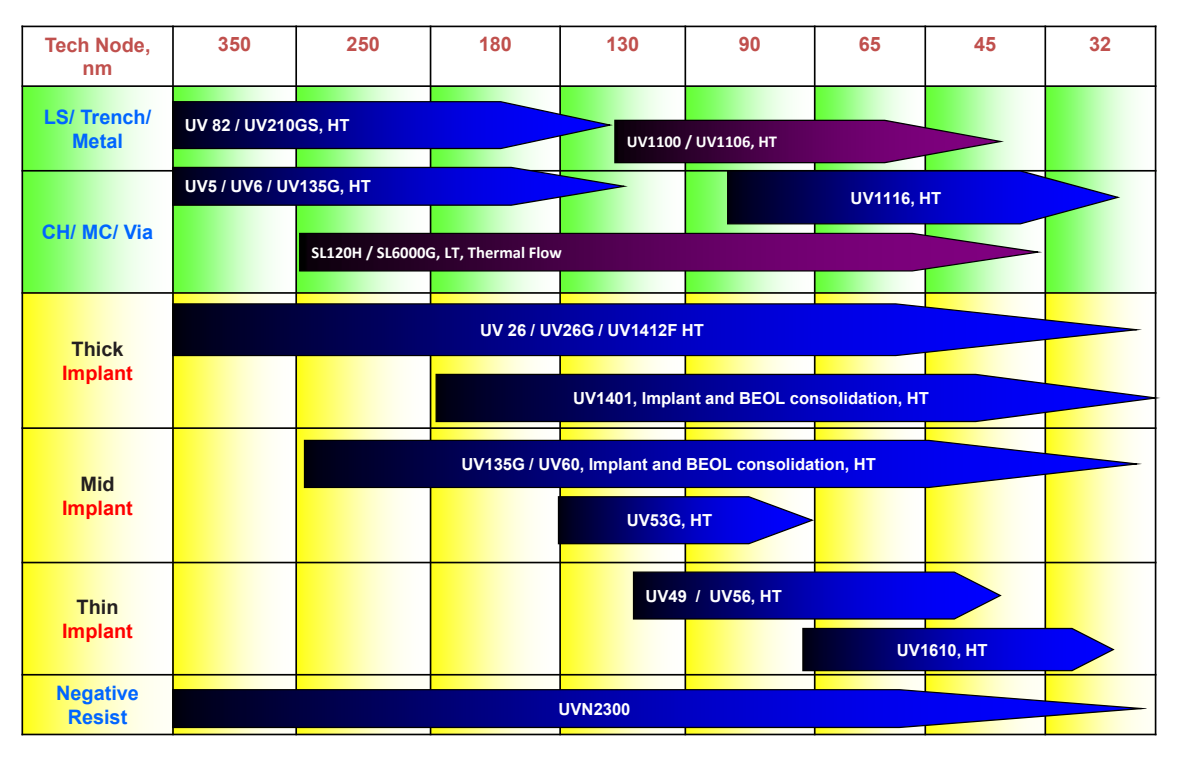 Tech Node,
nm
350
250
180
130
90
65
45
32
LS/ Trench/
Metal
UV 82 / UV210GS, HT
UV1100 / UV1106, HT
CH/ MC/ Via
UV5 / UV6 / UV135G, HT
UV1116, HT
SL120H / SL6000G, LT, Thermal Flow
Thick
Implant
UV 26 / UV26G / UV1412F HT
UV1401, Implant and BEOL consolidation, HT
Mid
Implant
UV135G / UV60, Implant and BEOL consolidation, HT
UV53G, HT
Thin
Implant
UV49 / UV56, HT
UV1610, HT
Negative
Resist
UVN2300